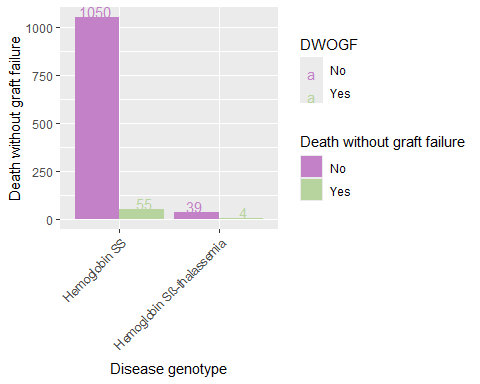 Death without graft failure
1000
750
500
250
0
1050
55
39
4
Hemoglobin SS
Hemoglobin Sß-thalassemia
Disease genotype
DWOGF
a No
a Yes
Death without graft failure
No
Yes